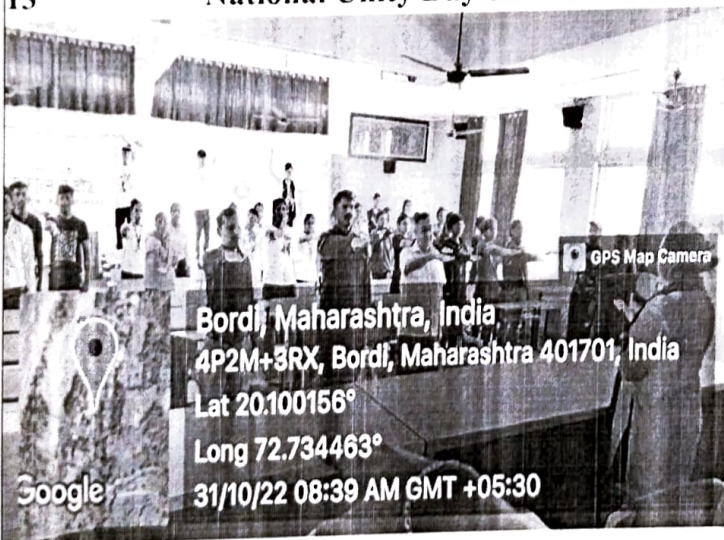 National Unity Day
GPS Map Camera
Bordi, Maharashtra, India
4P2M+3RX, Bordi, Maharashtra 401701, India
Lat 20.100156°
Long 72.734463°
31/10/22 08:39 AM GMT +05:30
Google